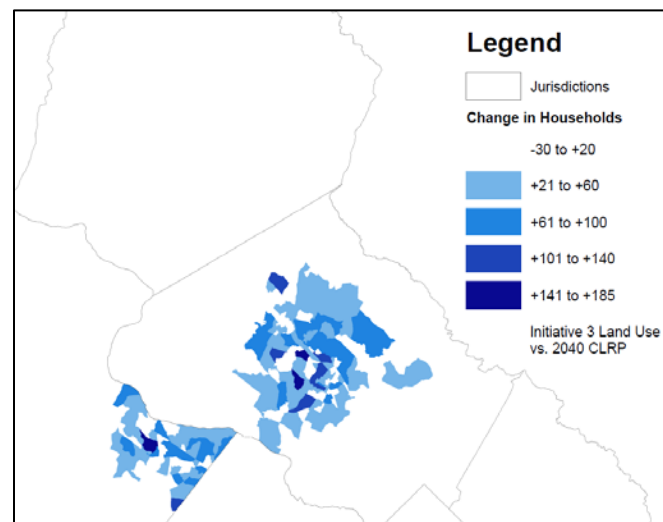 Legend
Jurisdictions
Change in Households
-30 to +20
+21 to +60
+61 to +100
+101 to +140
+141 to +185
Initiative 3 Land Use
vs. 2040 CLRP